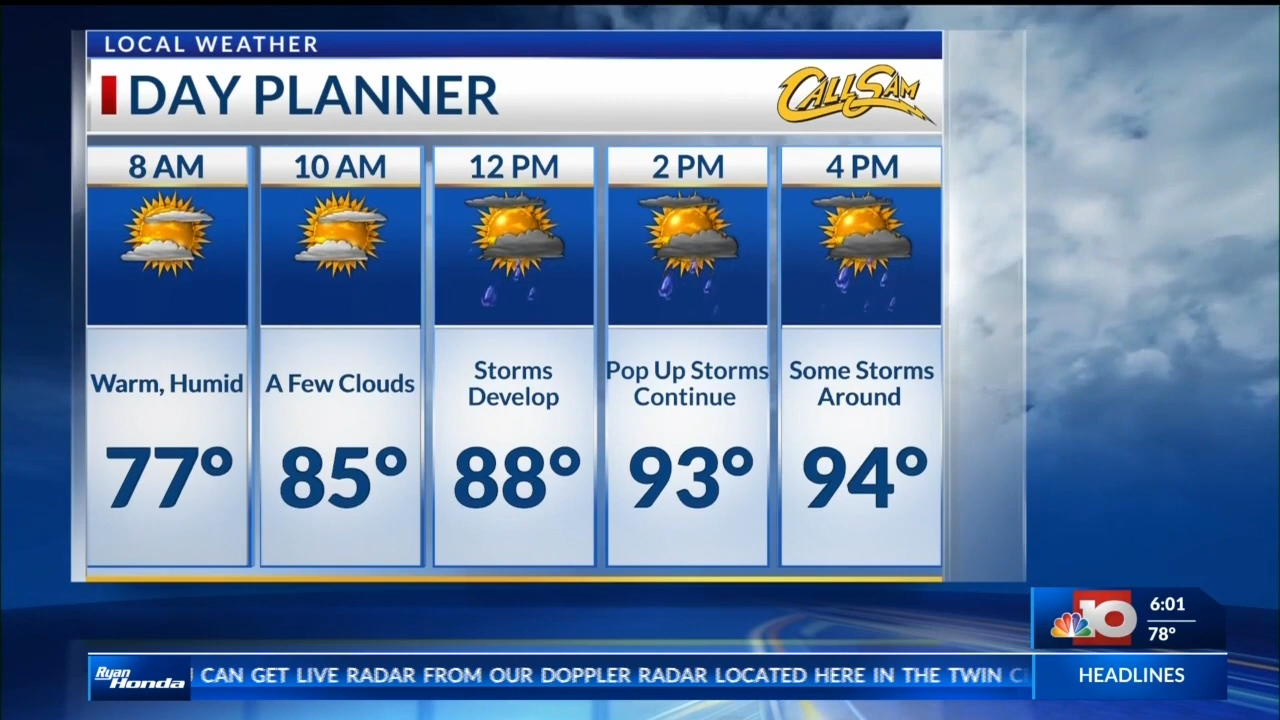 LOCAL WEATHER
DAY PLANNER
CALLSAM
8 AM
10 AM
12 PM
2 PM
4 PM
Warm, Humid
A Few Clouds
Storms
Develop
Pop Up Storms
Continue
Some Storms
Around
77°
85°
88°
93°
94°
10
6:01
78°
Ryan
Honda
CAN GET LIVE RADAR FROM OUR DOPPLER RADAR LOCATED HERE IN THE TWIN
HEADLINES